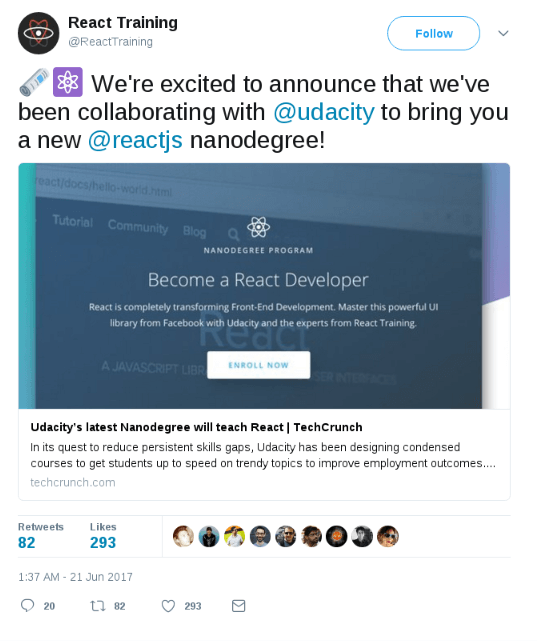 React Training
@ReactTraining
Follow
We're excited to announce that we've
been collaborating with @udacity to bring you
a new @reactjs nanodegree!
react/docs/hello-world.html
Tutorial Community Blog
NANODEGREE PROGRAM
Become a React Developer
React is completely transforming Front-End Development. Master this powerful UI
library from Facebook with Udacity and the experts from React Training.
React
ENROLL NOW
A JAVASCRIPT LIBR
SER INTERFACES
Udacity's latest Nanodegree will teach React | TechCrunch
In its quest to reduce persistent skills gaps, Udacity has been designing condensed
courses to get students up to speed on trendy topics to improve employment outcomes....
techcrunch.com
Retweets Likes
82 293
1:37 AM - 21 Jun 2017
20 82 293